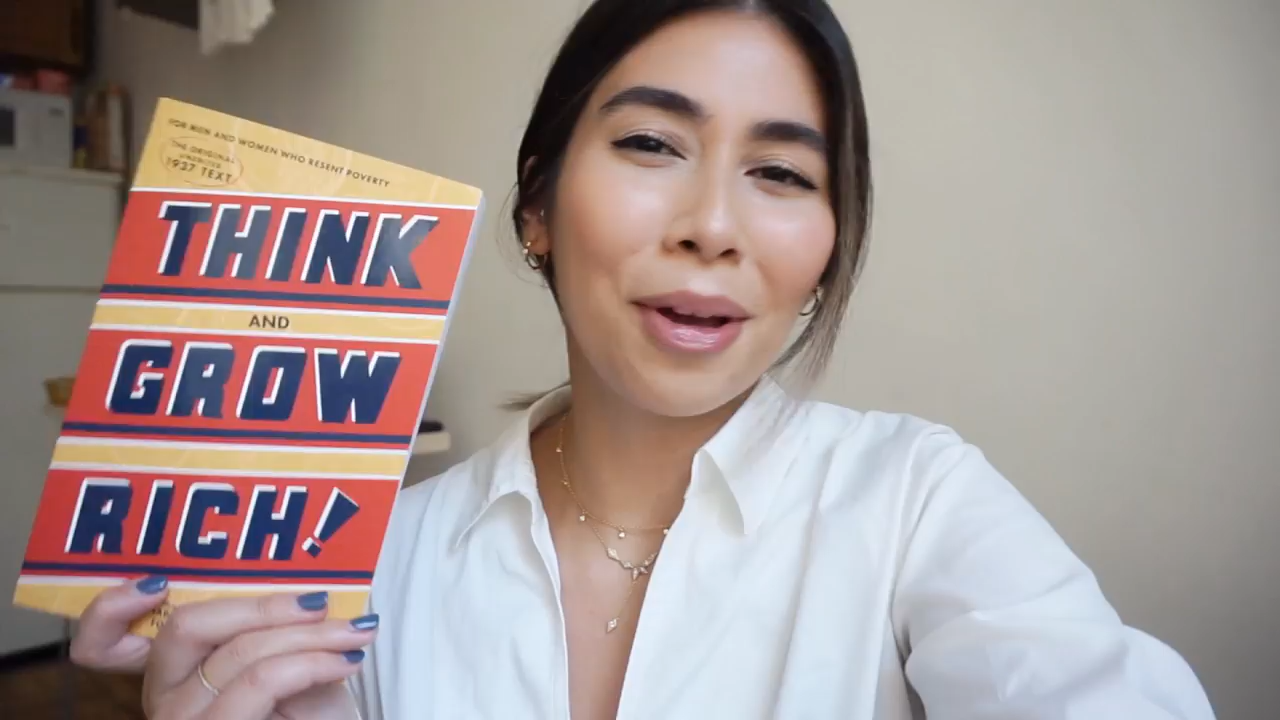 FOR MEN AND WOMEN WHO RESENT POVERTY
THE ORIGINAL
1937 TEXT
THINK
AND
GROW
RICH!